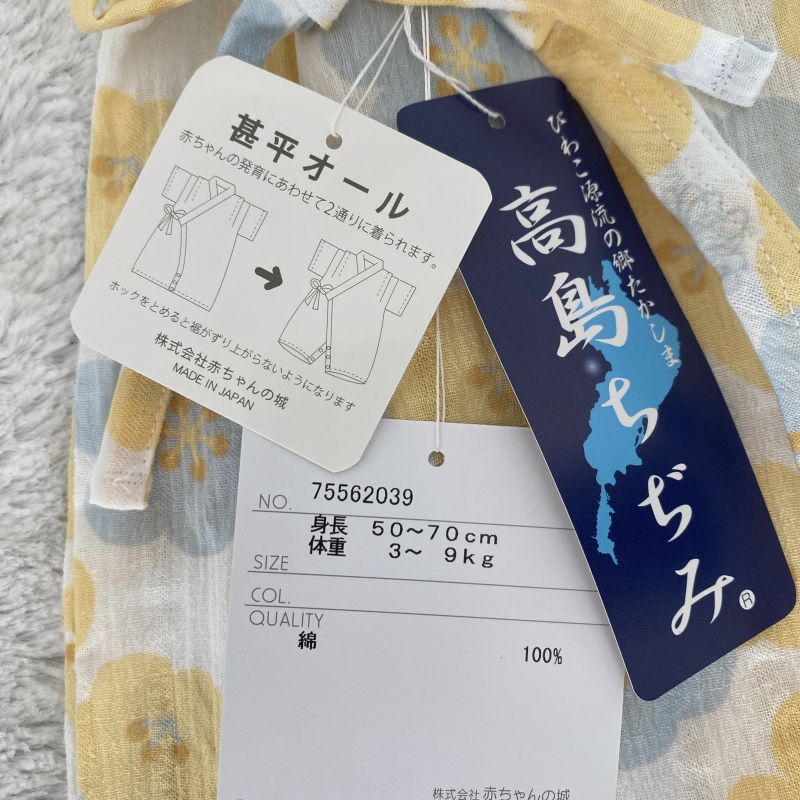 甚平オール
赤ちゃんの発育にあわせて2通りに着られます。
ホックをとめると裾がずり上がらないようになります
株式会社赤ちゃんの城
MADE IN JAPAN
びわこ源流の郷たかしま
高島ちぢみ®
NO. 75562039
身長 50～70cm
体重 3～ 9kg
SIZE
COL.
QUALITY
綿 100%
株式会社 赤ちゃんの城